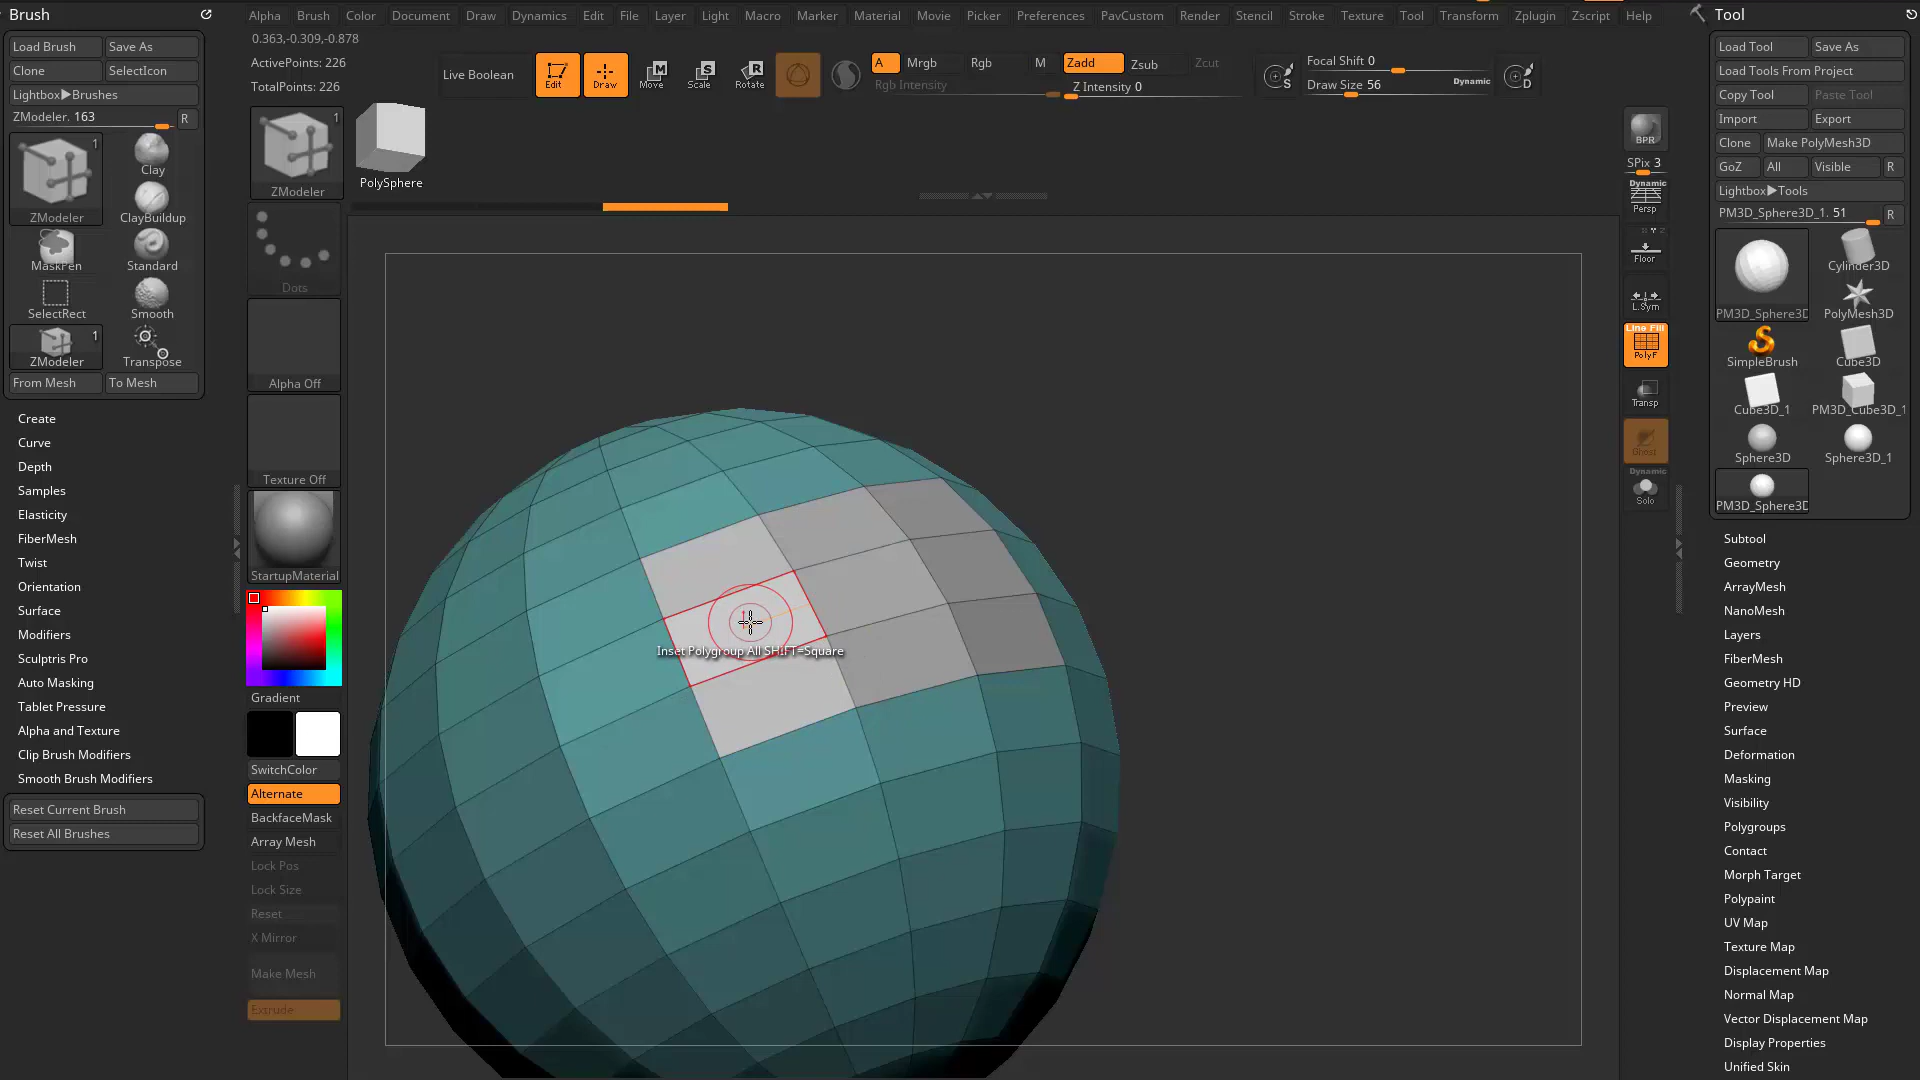 Brush
Load Brush Save As
Clone SelectIcon
Lightbox▶Brushes
ZModeler. 163 R
1
ZModeler
Clay
ClayBuildup
MaskPen
Standard
SelectRect
Smooth
1
ZModeler
Transpose
From Mesh To Mesh
Create
Curve
Depth
Samples
Elasticity
FiberMesh
Twist
Orientation
Surface
Modifiers
Sculptris Pro
Auto Masking
Tablet Pressure
Alpha and Texture
Clip Brush Modifiers
Smooth Brush Modifiers
Reset Current Brush
Reset All Brushes
Alpha Brush Color Document Draw Dynamics Edit File Layer Light Macro Marker Material Movie Picker Preferences PavCustom Render Stencil Stroke Texture Tool Transform Zplugin Zscript Help
0.363,-0.309,-0.878
ActivePoints: 226
TotalPoints: 226
Live Boolean
Edit
Draw
Move
Scale
Rotate
A Mrgb Rgb M Zadd Zsub Zcut
Rgb Intensity
Z Intensity 0
S
Focal Shift 0
Draw Size 56
Dynamic
D
1
ZModeler
PolySphere
Dots
Alpha Off
Texture Off
StartupMaterial
Gradient
SwitchColor
Alternate
BackfaceMask
Array Mesh
Lock Pos
Lock Size
Reset
X Mirror
Make Mesh
Extrude
Inset Polygroup All SHIFT=Square
BPR
SPix 3
Dynamic
Persp
Floor
L.Sym
Line Fill
PolyF
Transp
Ghost
Dynamic
Solo
Tool
Load Tool Save As
Load Tools From Project
Copy Tool Paste Tool
Import Export
Clone Make PolyMesh3D
GoZ All Visible R
Lightbox▶Tools
PM3D_Sphere3D_1. 51 R
PM3D_Sphere3D
Cylinder3D
PolyMesh3D
SimpleBrush
Cube3D
Cube3D_1
PM3D_Cube3D_1
Sphere3D
Sphere3D_1
PM3D_Sphere3D
Subtool
Geometry
ArrayMesh
NanoMesh
Layers
FiberMesh
Geometry HD
Preview
Surface
Deformation
Masking
Visibility
Polygroups
Contact
Morph Target
Polypaint
UV Map
Texture Map
Displacement Map
Normal Map
Vector Displacement Map
Display Properties
Unified Skin